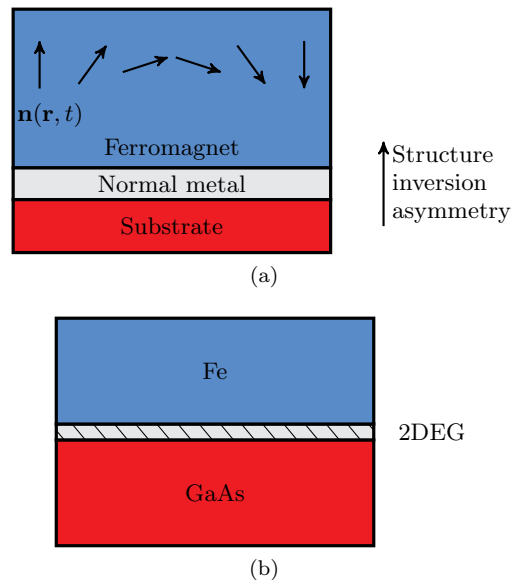 n(r, t)
Ferromagnet
Normal metal
Substrate
Structure
inversion
asymmetry
(a)
Fe
2DEG
GaAs
(b)